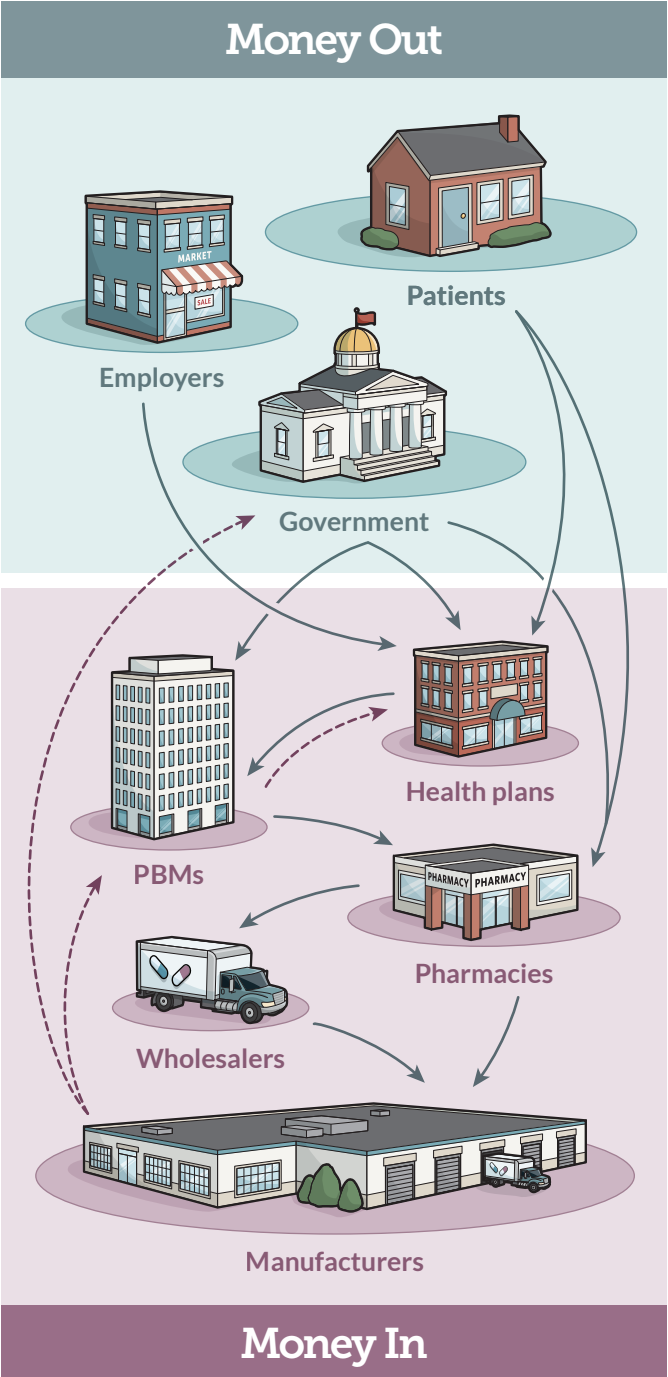 Money Out
Patients
MARKET
SALE
Employers
Government
Health plans
PBMs
PHARMACY PHARMACY
Pharmacies
Wholesalers
Manufacturers
Money In